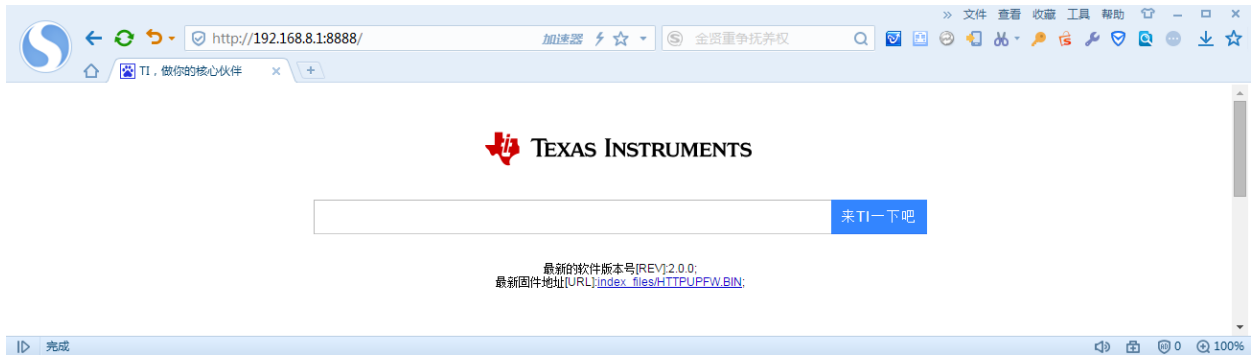 » 文件 查看 收藏 工具 帮助
http://192.168.8.1:8888/ 加速器 金贤重争抚养权
TI，做你的核心伙伴
TEXAS INSTRUMENTS
来TI一下吧
最新的软件版本号[REV]:2.0.0;
最新固件地址[URL]:index_files/HTTPUPFW.BIN;
完成 0 100%